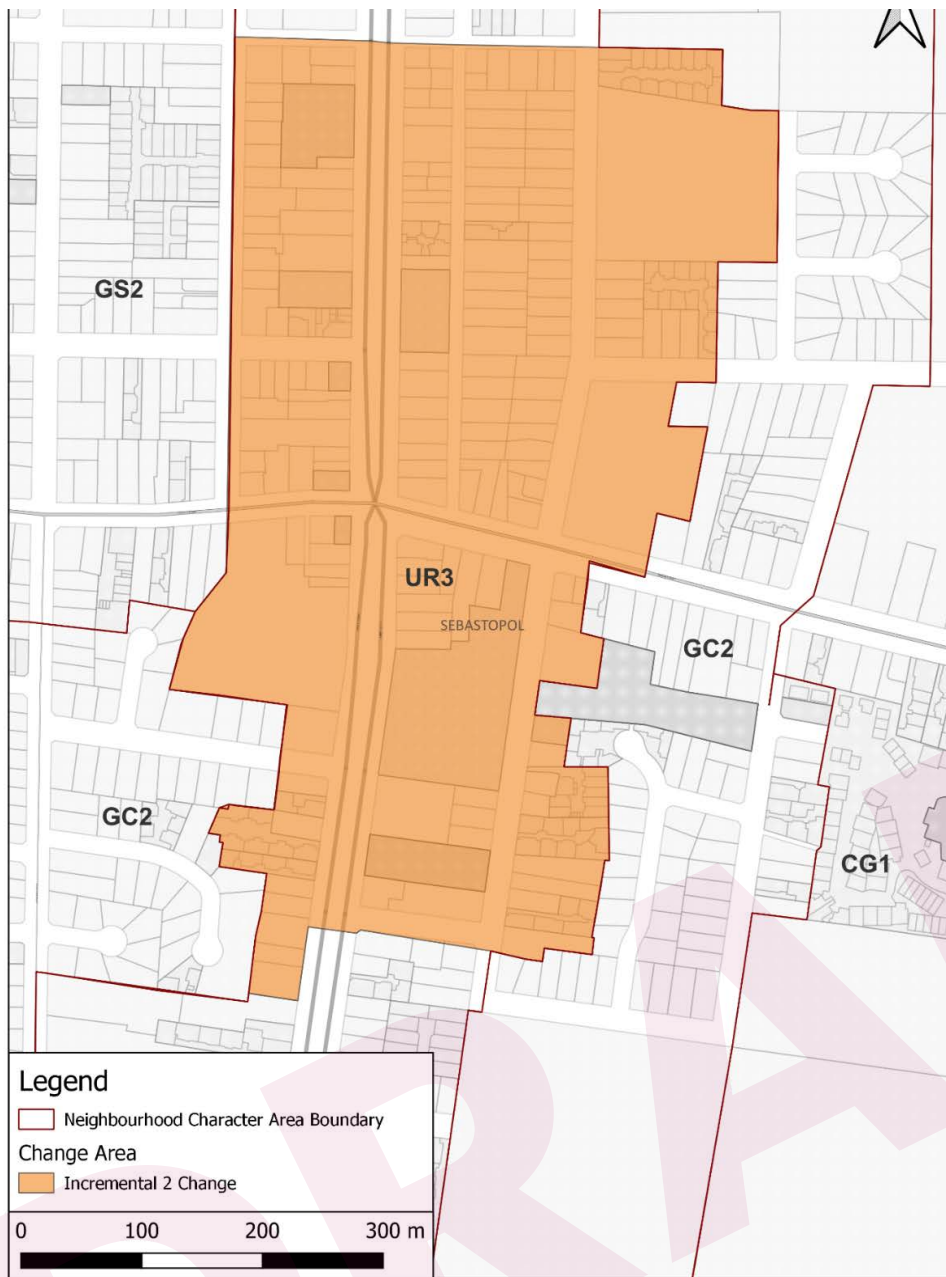 GS2
UR3
SEBASTOPOL
GC2
GC2
CG1
Legend
Neighbourhood Character Area Boundary
Change Area
Incremental 2 Change
0 100 200 300 m
DRA